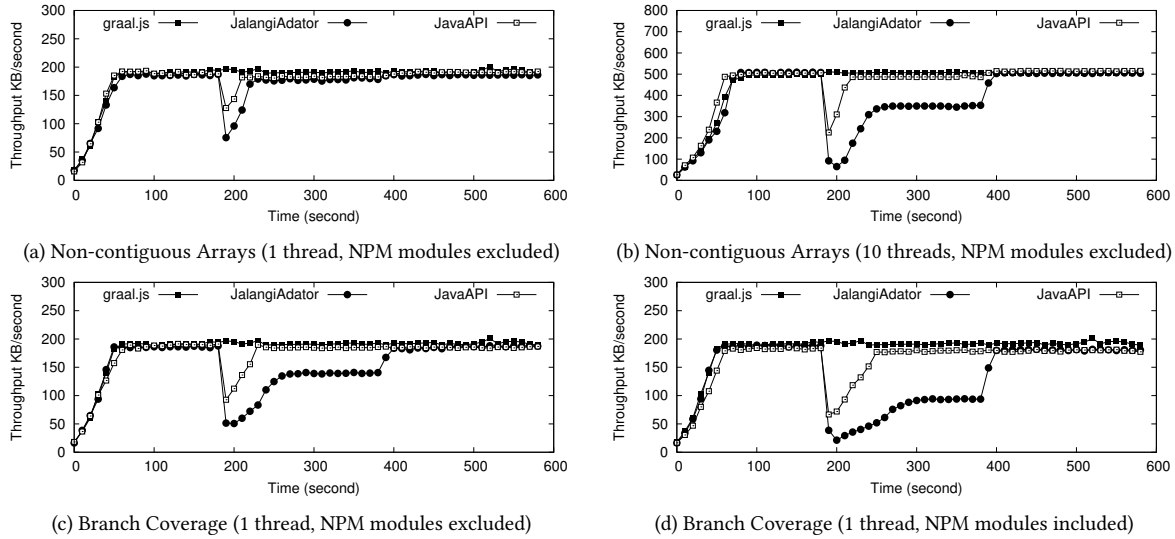 graal.js JalangiAdator JavaAPI
300
250
200
150
100
50
0
Throughput KB/second
0 100 200 300 400 500 600
Time (second)
(a) Non-contiguous Arrays (1 thread, NPM modules excluded)
graal.js JalangiAdator JavaAPI
800
700
600
500
400
300
200
100
0
Throughput KB/second
0 100 200 300 400 500 600
Time (second)
(b) Non-contiguous Arrays (10 threads, NPM modules excluded)
graal.js JalangiAdator JavaAPI
300
250
200
150
100
50
0
Throughput KB/second
0 100 200 300 400 500 600
Time (second)
(c) Branch Coverage (1 thread, NPM modules excluded)
graal.js JalangiAdator JavaAPI
300
250
200
150
100
50
0
Throughput KB/second
0 100 200 300 400 500 600
Time (second)
(d) Branch Coverage (1 thread, NPM modules included)